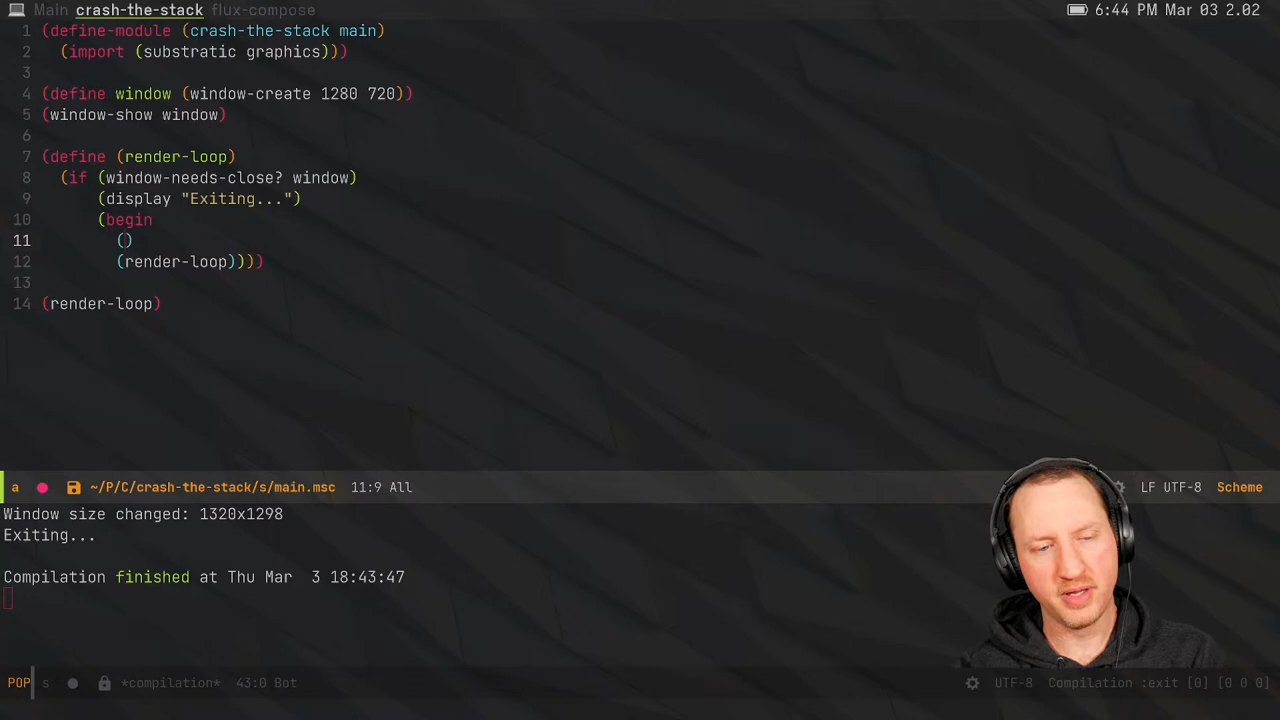 Main crash-the-stack flux-compose 6:44 PM Mar 03 2.02
1 (define-module (crash-the-stack main)
2 (import (substratic graphics)))
3
4 (define window (window-create 1280 720))
5 (window-show window)
6
7 (define (render-loop)
8 (if (window-needs-close? window)
9 (display "Exiting...")
10 (begin
11 ()
12 (render-loop))))
13
14 (render-loop)
a ~/P/C/crash-the-stack/s/main.msc 11:9 All LF UTF-8 Scheme
Window size changed: 1320x1298
Exiting...
Compilation finished at Thu Mar 3 18:43:47
POP s *compilation* 43:0 Bot UTF-8 Compilation :exit [0] [0 0 0]